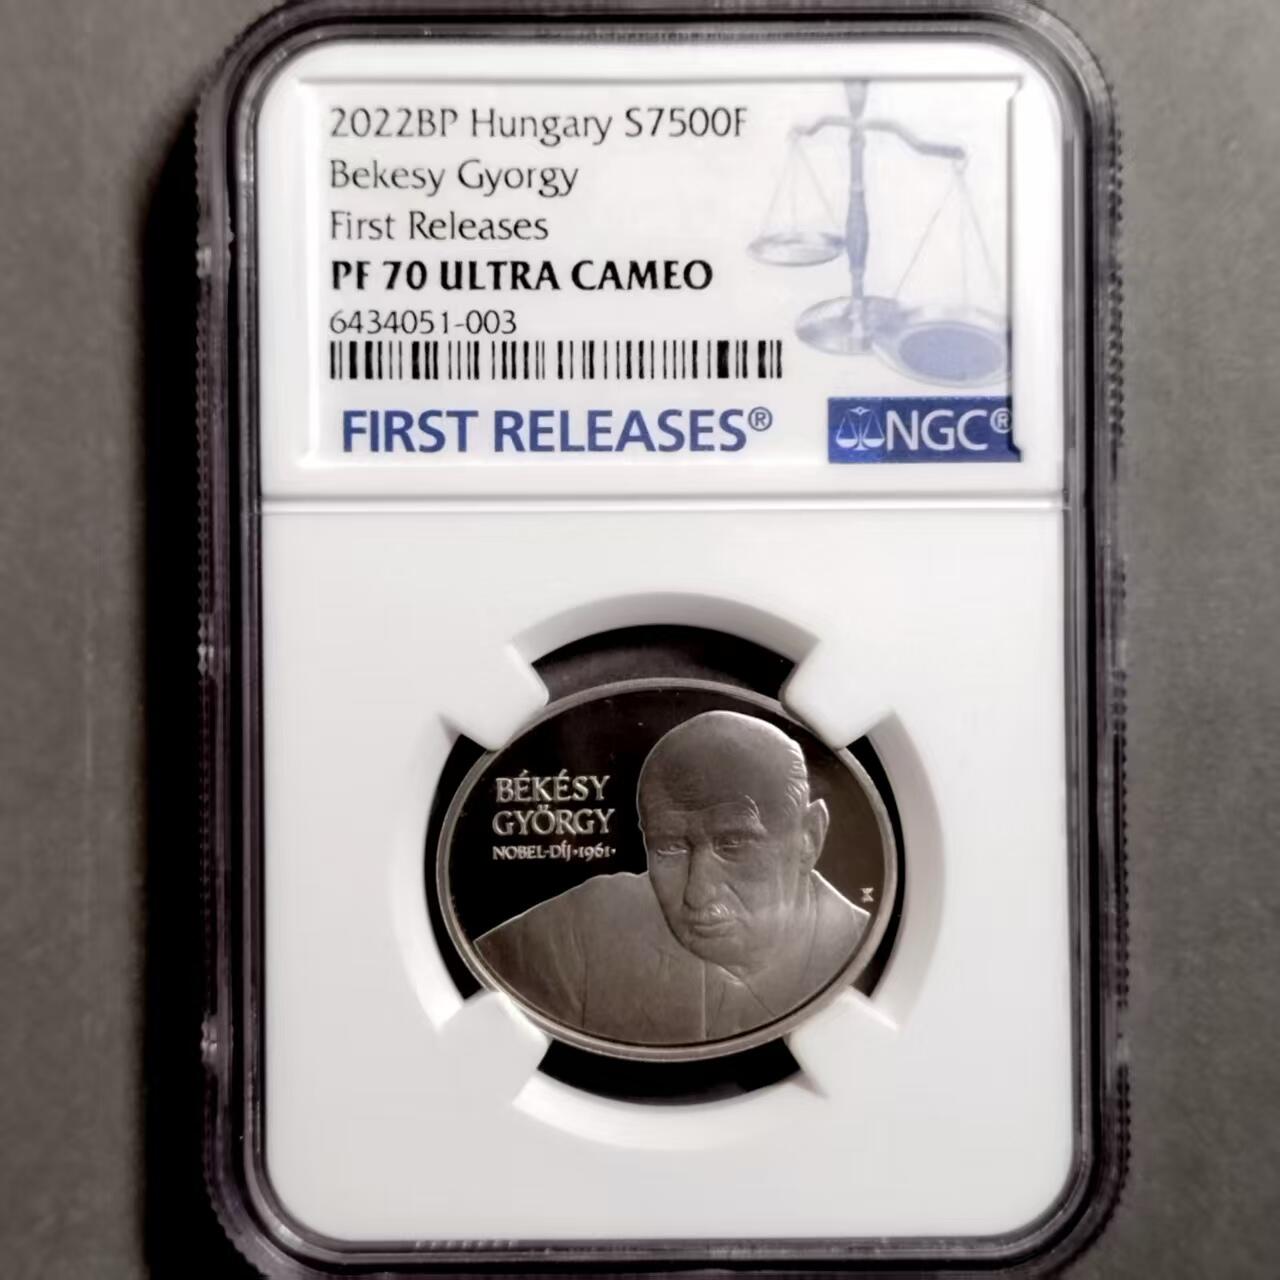 2022BP Hungary S7500F
Bekesy Gyorgy
First Releases
PF 70 ULTRA CAMEO
6434051-003
FIRST RELEASES®
NGC®
BÉKÉSY
GYÖRGY
NOBEL-DÍJ·1961·